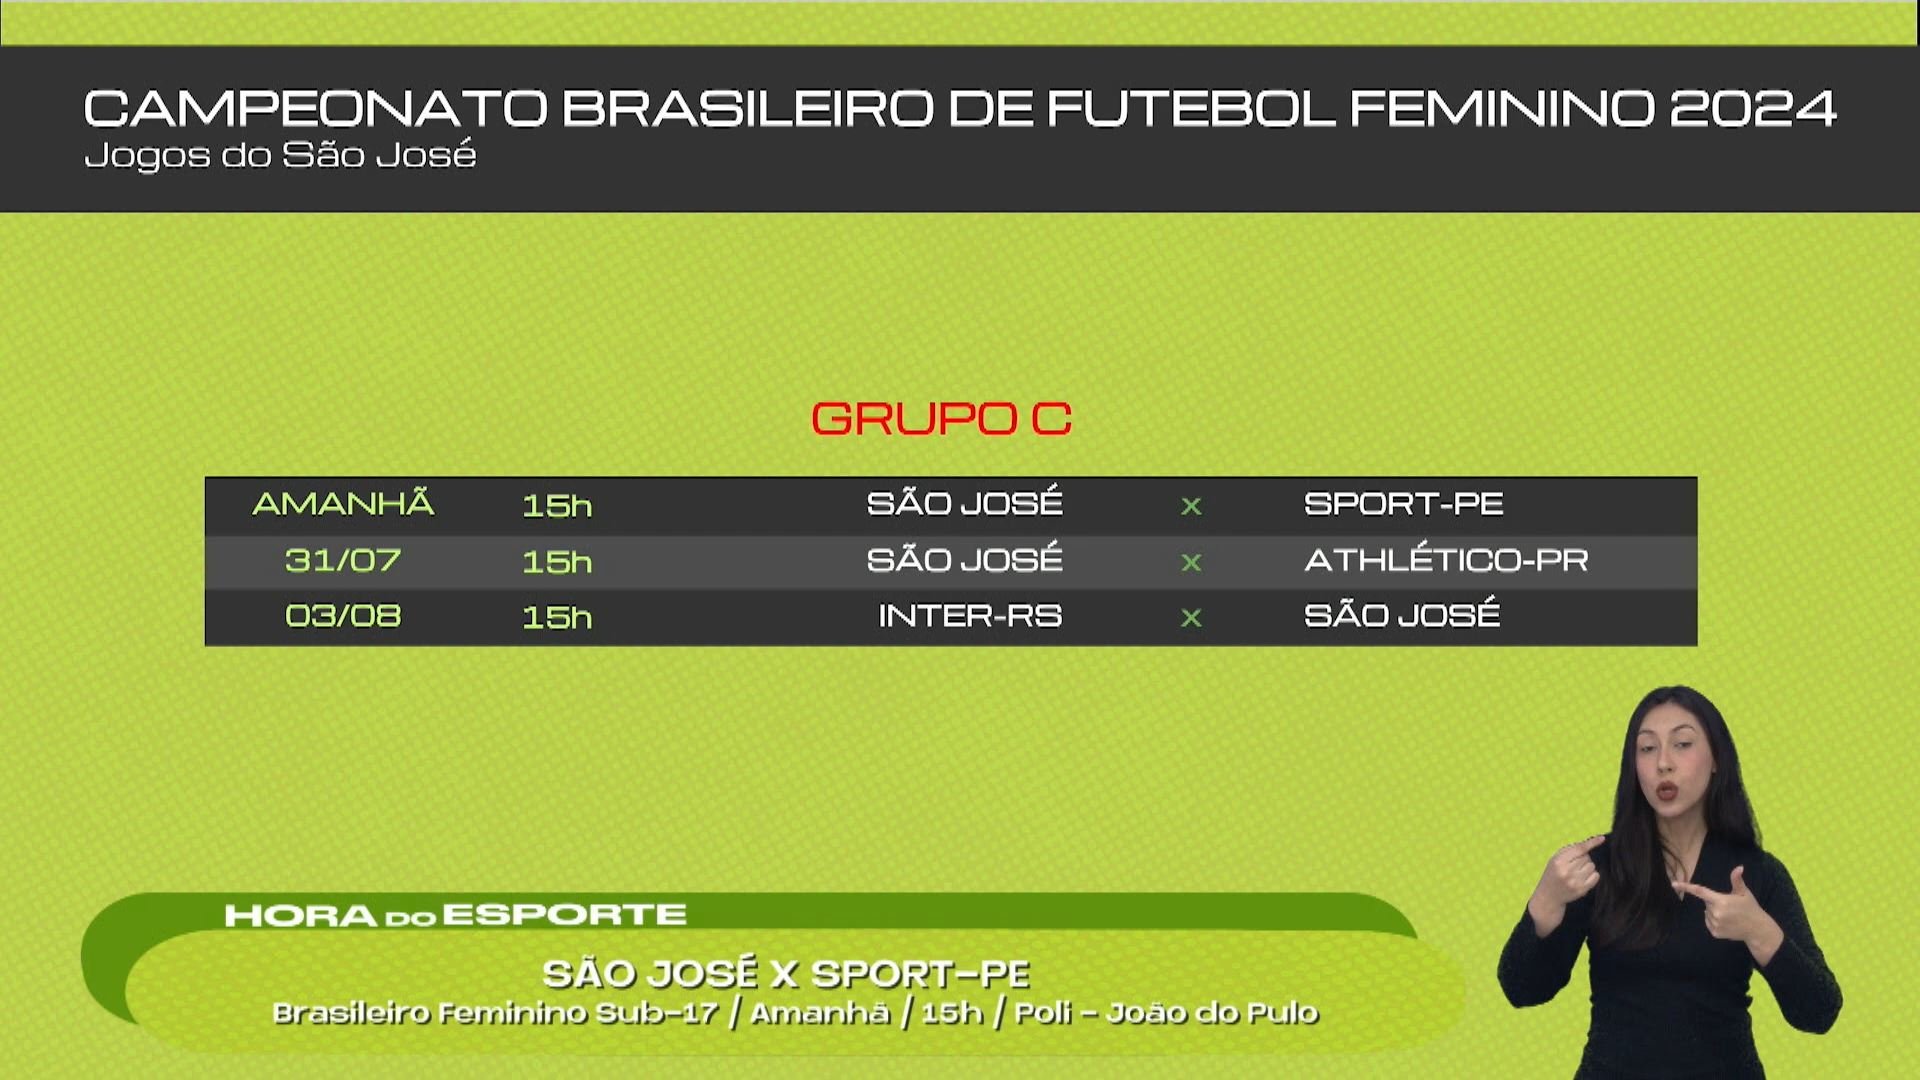 CAMPEONATO BRASILEIRO DE FUTEBOL FEMININO 2024
Jogos do São José
GRUPO C
AMANHÃ 15h SÃO JOSÉ x SPORT-PE
31/07 15h SÃO JOSÉ x ATHLÉTICO-PR
03/08 15h INTER-RS x SÃO JOSÉ
HORA DO ESPORTE
SÃO JOSÉ X SPORT-PE
Brasileiro Feminino Sub-17 / Amanhã / 15h / Poli - João do Pulo